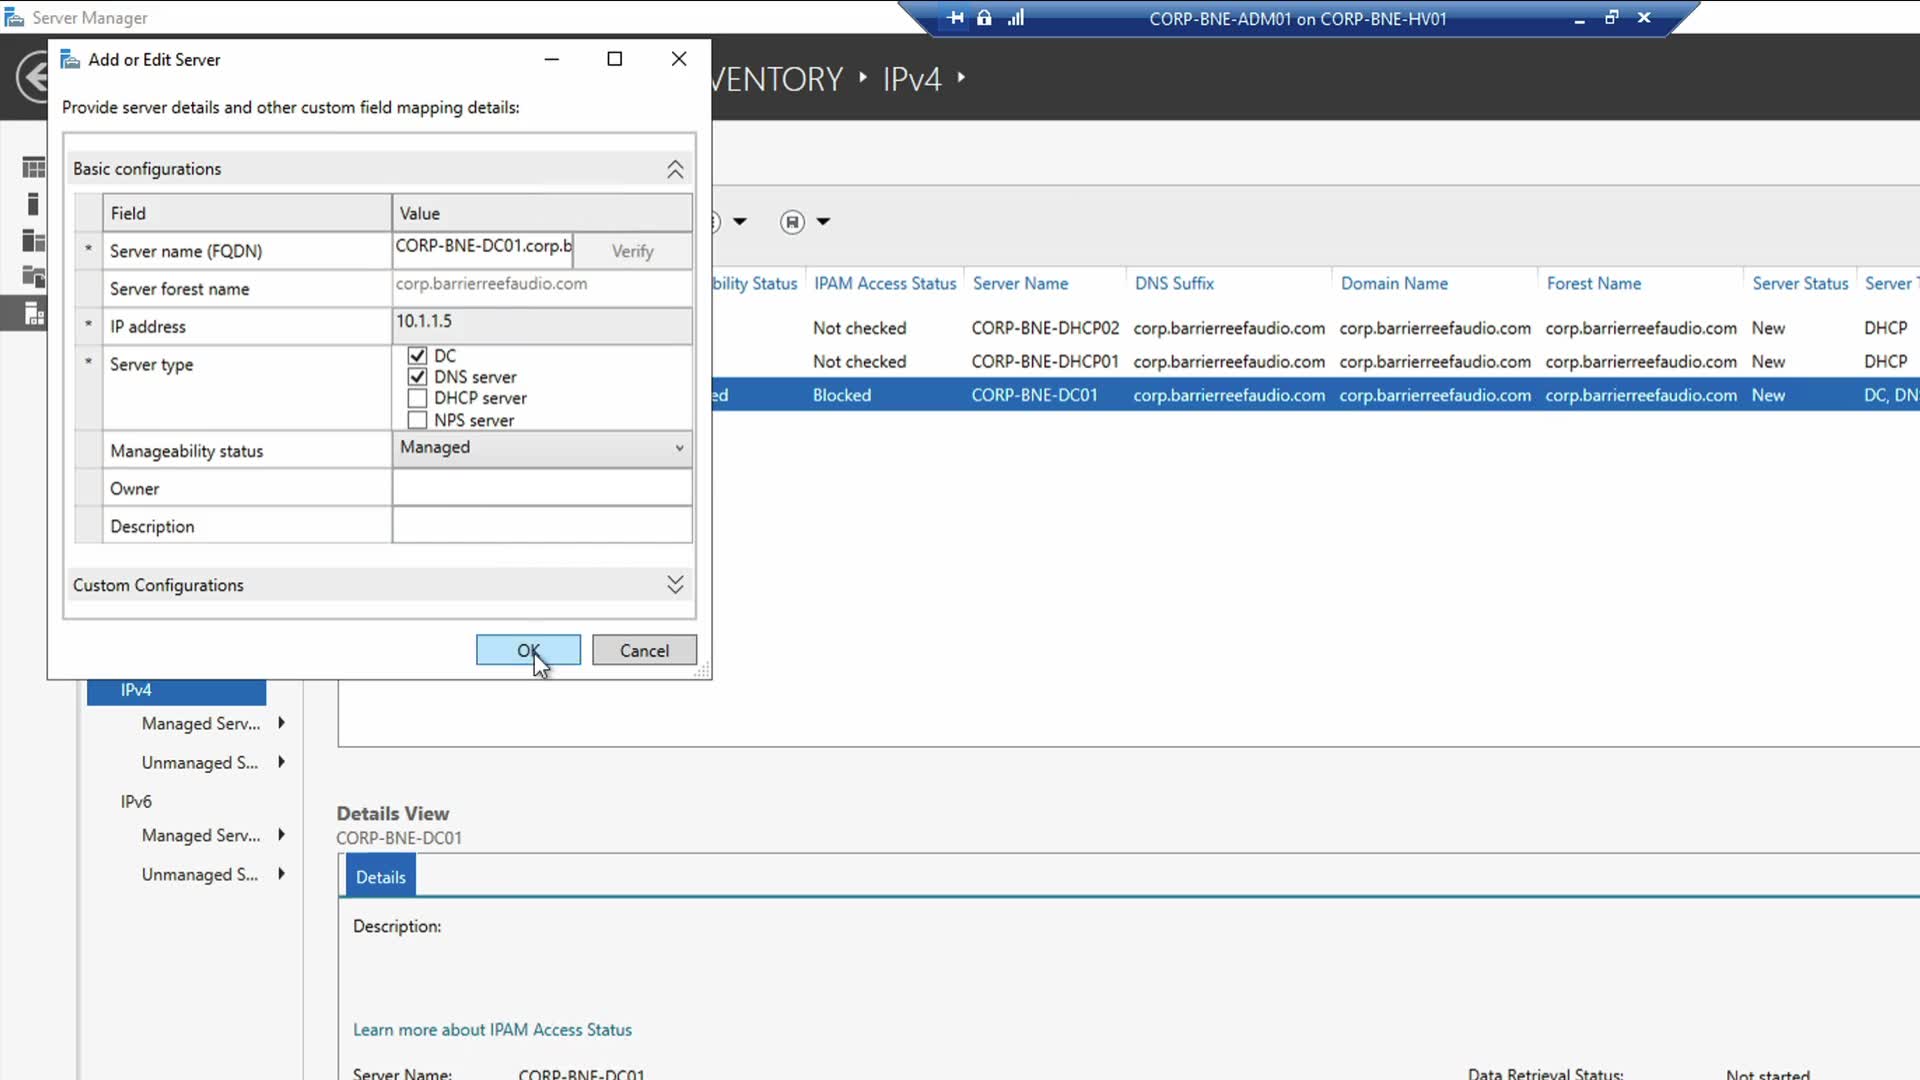 Server Manager
CORP-BNE-ADM01 on CORP-BNE-HV01
Add or Edit Server
VENTORY
IPv4
Provide server details and other custom field mapping details:
Basic configurations
Field
Value
* Server name (FQDN)
CORP-BNE-DC01.corp.b
Verify
Server forest name
corp.barrierreefaudio.com
* IP address
10.1.1.5
* Server type
DC
DNS server
DHCP server
NPS server
Manageability status
Managed
Owner
Description
Custom Configurations
OK
Cancel
bility Status IPAM Access Status Server Name DNS Suffix Domain Name Forest Name Server Status Server T
Not checked CORP-BNE-DHCP02 corp.barrierreefaudio.com corp.barrierreefaudio.com corp.barrierreefaudio.com New DHCP
Not checked CORP-BNE-DHCP01 corp.barrierreefaudio.com corp.barrierreefaudio.com corp.barrierreefaudio.com New DHCP
ed Blocked CORP-BNE-DC01 corp.barrierreefaudio.com corp.barrierreefaudio.com corp.barrierreefaudio.com New DC, DNS
IPv4
Managed Serv...
Unmanaged S...
IPv6
Managed Serv...
Unmanaged S...
Details View
CORP-BNE-DC01
Details
Description:
Learn more about IPAM Access Status
Server Name: CORP-BNE-DC01
Data Retrieval Status: Not started